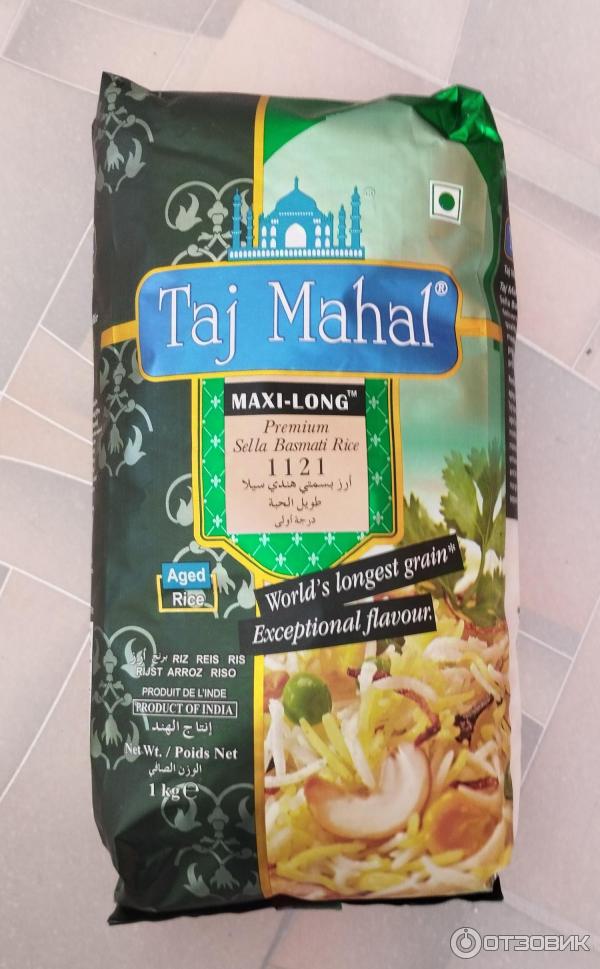 Taj Mahal®
MAXI-LONG™
Premium
Sella Basmati Rice
1121
أرز بسمتي هندي سيلا
طويل الحبة
درجة أولى
Aged
Rice
World's longest grain*
Exceptional flavour.
برنج أرز RIZ REIS RIS
RIJST ARROZ RISO
PRODUIT DE L'INDE
PRODUCT OF INDIA
إنتاج الهند
Net Wt. / Poids Net
الوزن الصافي
1 kg ℮
ОТЗОВИК